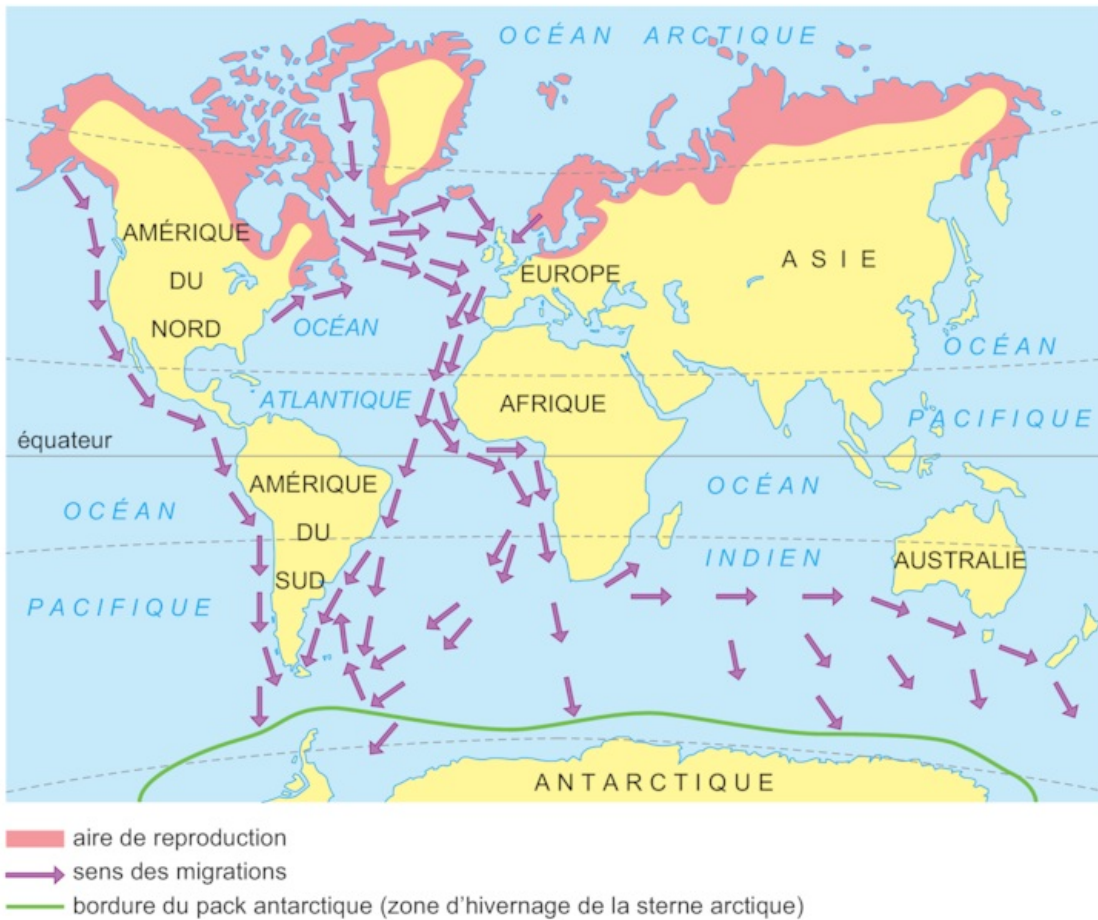 OCÉAN ARCTIQUE
AMÉRIQUE
DU
NORD
EUROPE
ASIE
OCÉAN
ATLANTIQUE
AFRIQUE
OCÉAN
PACIFIQUE
équateur
OCÉAN
PACIFIQUE
AMÉRIQUE
DU
SUD
OCÉAN
INDIEN
AUSTRALIE
ANTARCTIQUE
aire de reproduction
sens des migrations
bordure du pack antarctique (zone d'hivernage de la sterne arctique)